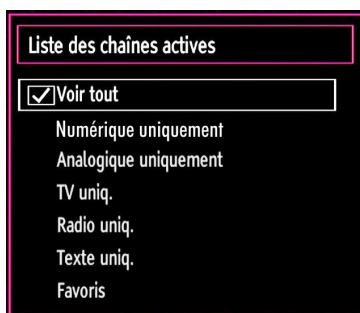 Liste des chaînes actives
Voir tout
Numérique uniquement
Analogique uniquement
TV uniq.
Radio uniq.
Texte uniq.
Favoris